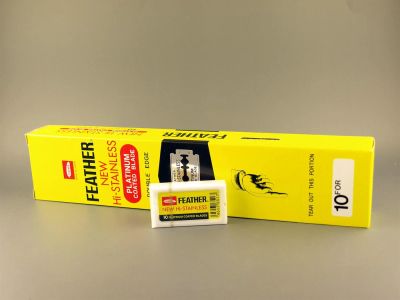 FEATHER
NEW
Hi-STAINLESS
PLATINUM
COATED BLADE
DOUBLE EDGE
FEATHER
TEAR OUT THIS PORTION
10 FOR
FEATHER
NEW HI-STAINLESS
10 PLATINUM COATED BLADES